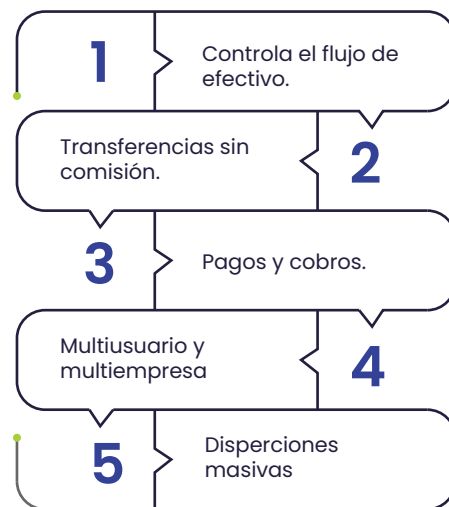 1
Controla el flujo de
efectivo.
Transferencias sin
comisión.
2
3
Pagos y cobros.
Multiusuario y
multiempresa
4
5
Disperciones
masivas